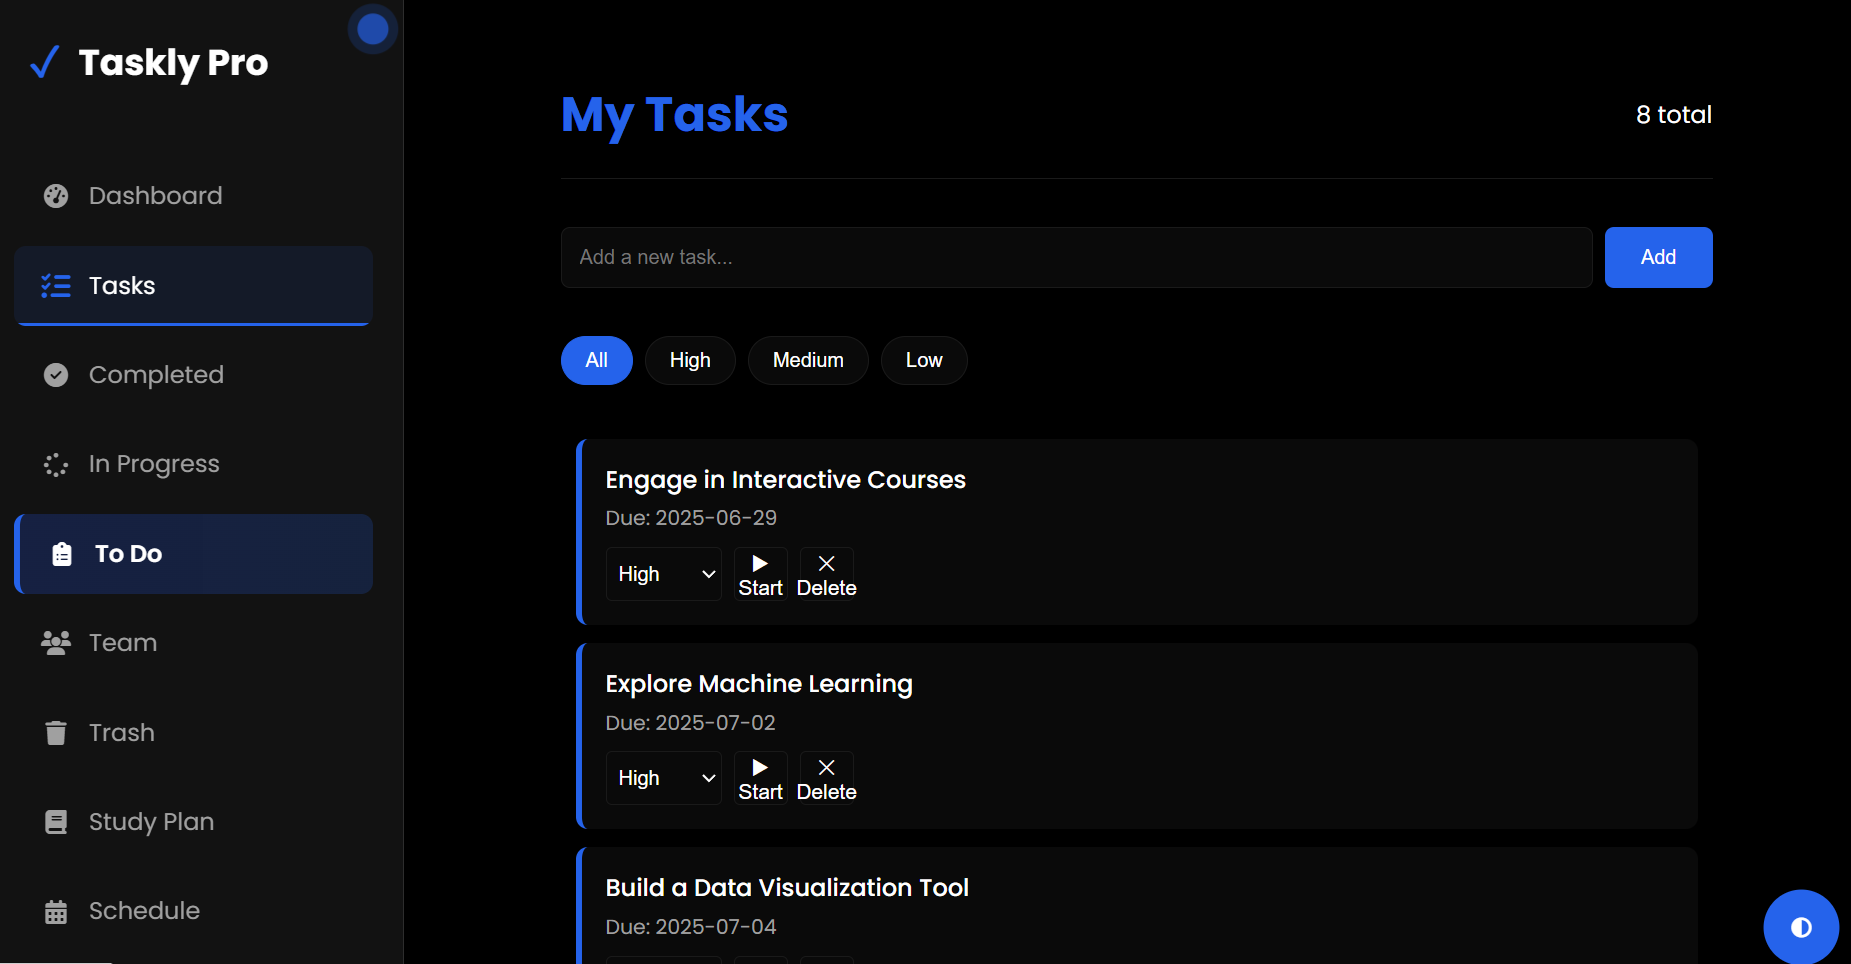 Taskly Pro
Dashboard
Tasks
Completed
In Progress
To Do
Team
Trash
Study Plan
Schedule
My Tasks
8 total
Add a new task...
Add
All
High
Medium
Low
Engage in Interactive Courses
Due: 2025-06-29
High
Start
Delete
Explore Machine Learning
Due: 2025-07-02
High
Start
Delete
Build a Data Visualization Tool
Due: 2025-07-04